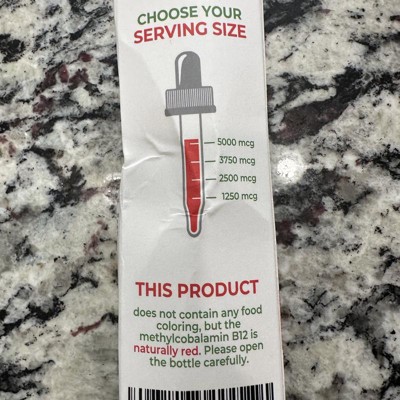 CHOOSE YOUR
SERVING SIZE
5000 mcg
3750 mcg
2500 mcg
1250 mcg
THIS PRODUCT
does not contain any food
coloring, but the
methylcobalamin B12 is
naturally red. Please open
the bottle carefully.